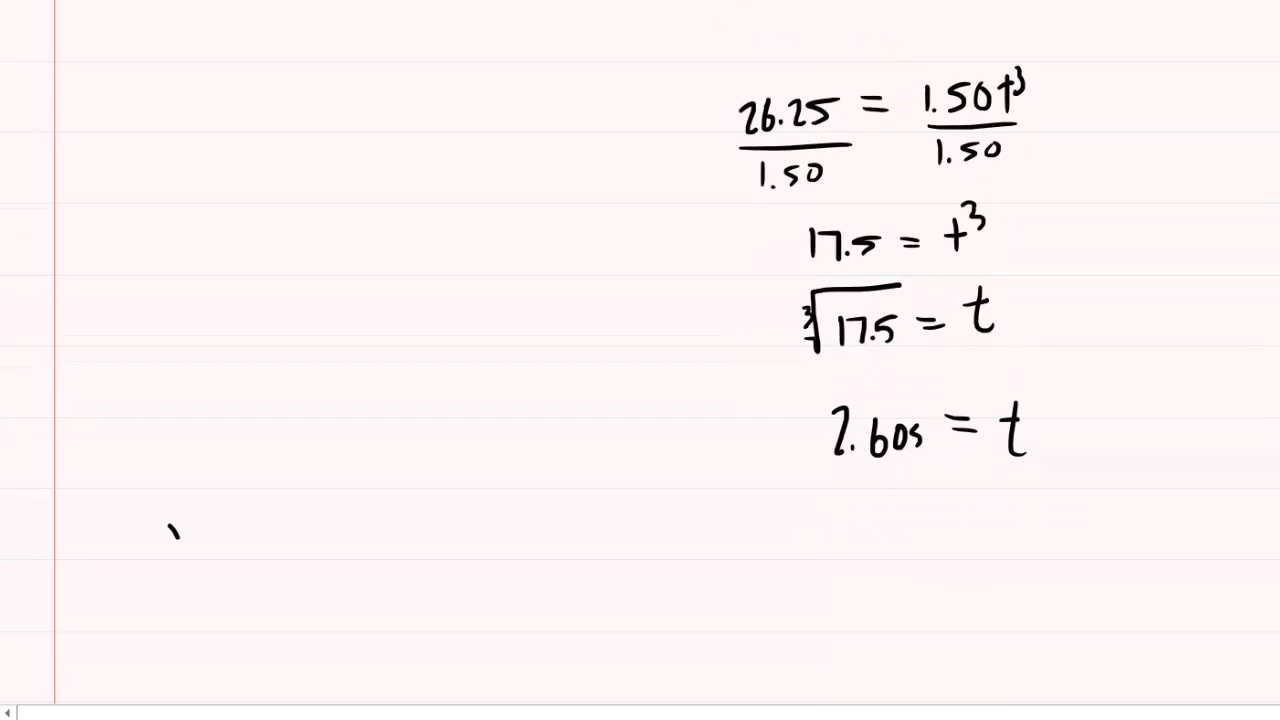 26.25 = 1.50t³
1.50 1.50
17.5 = t³
∛17.5 = t
2.60s = t